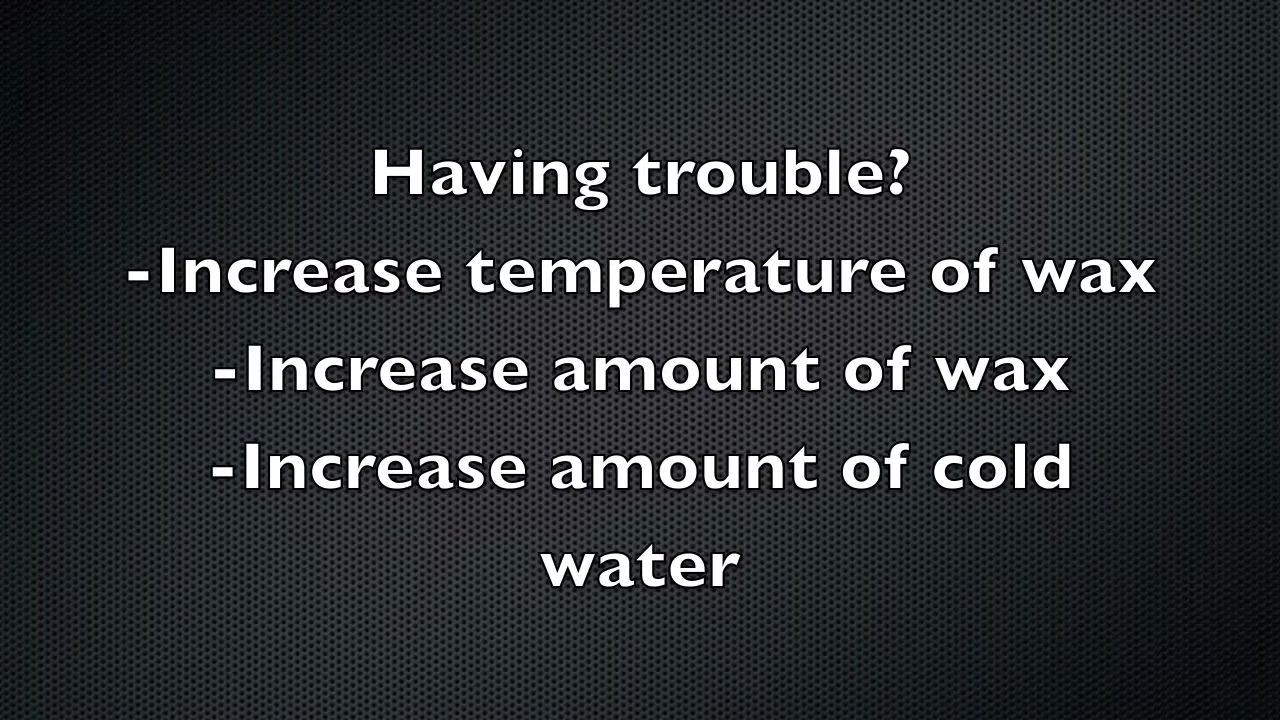 Having trouble?
-Increase temperature of wax
-Increase amount of wax
-Increase amount of cold
water